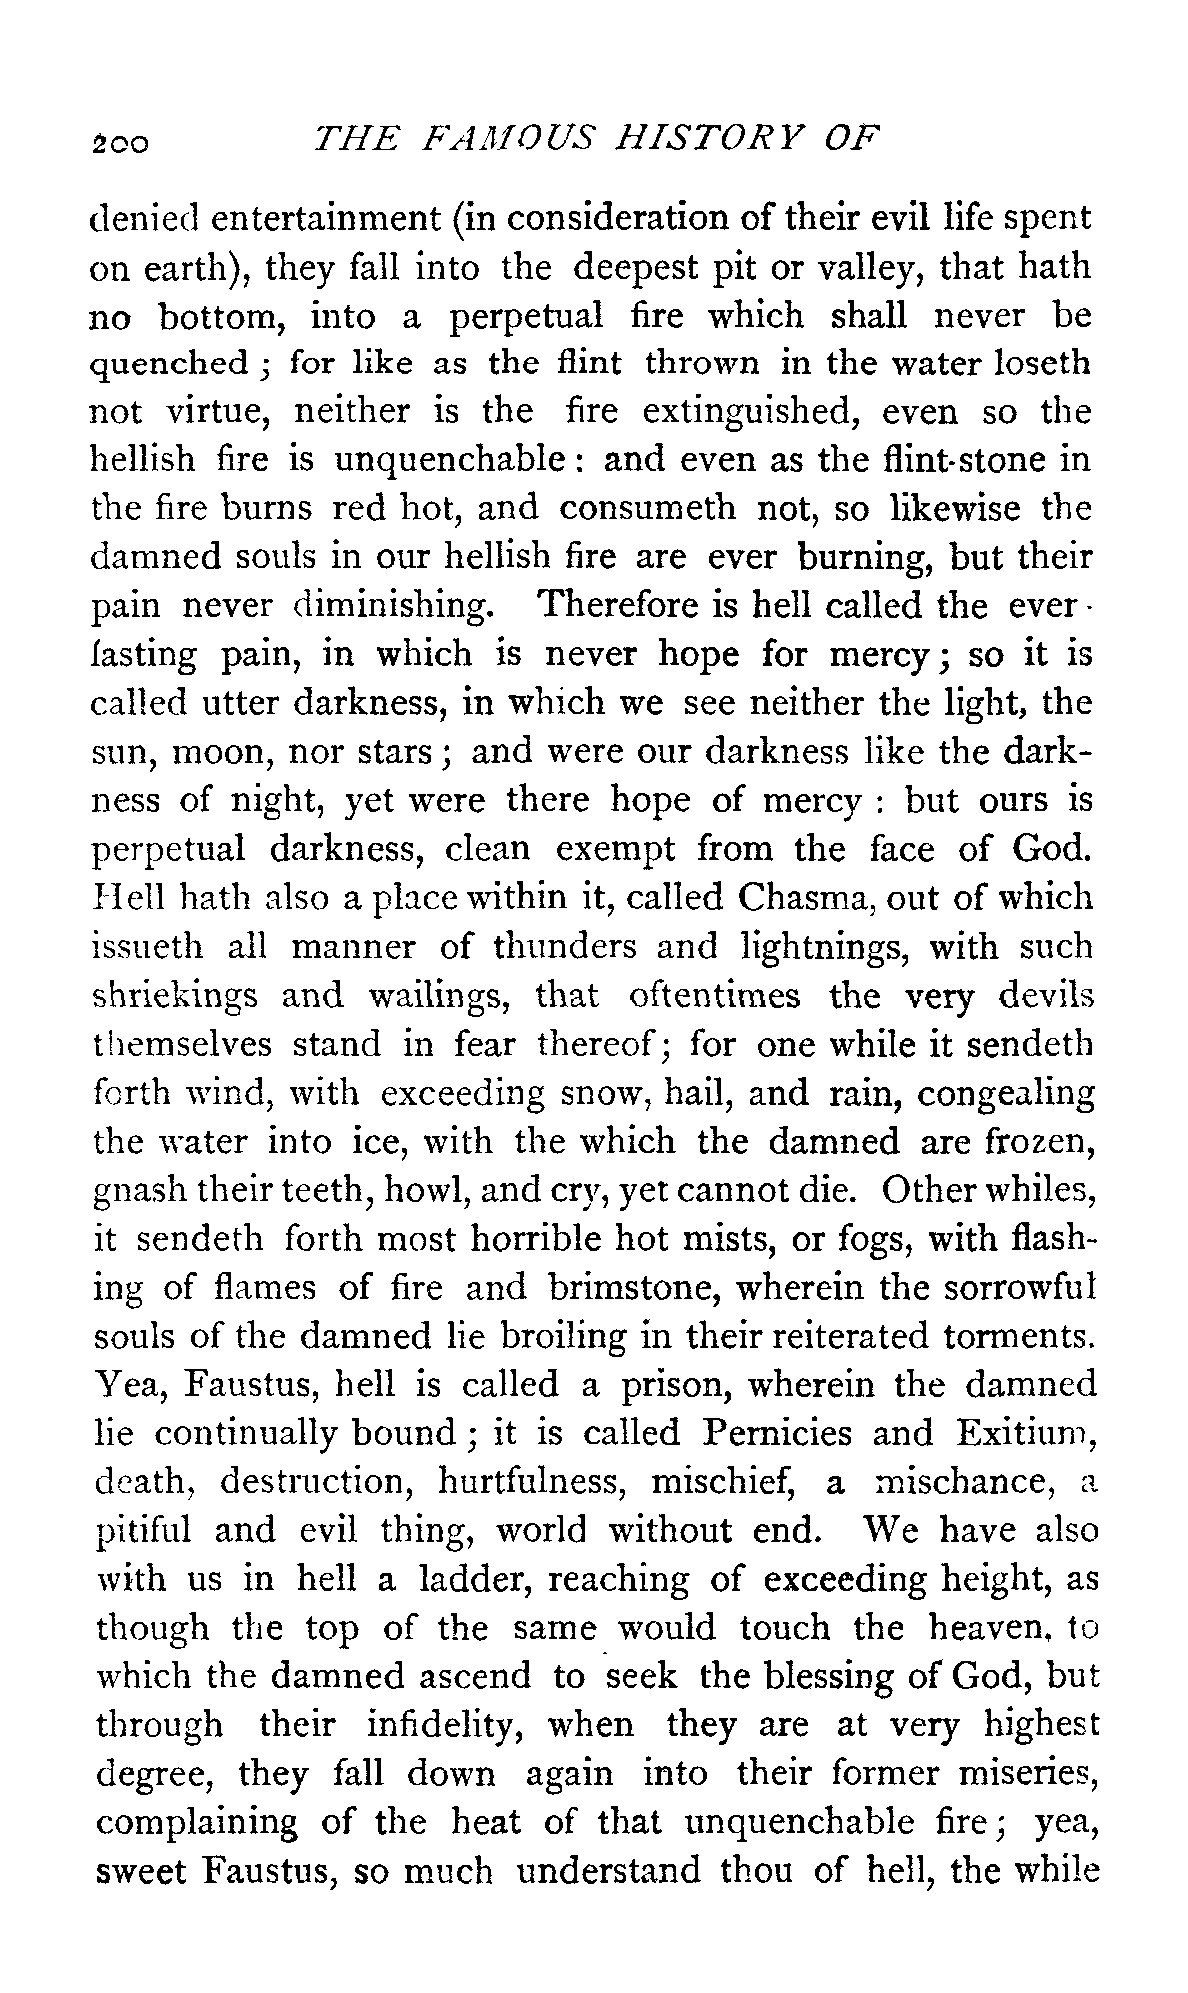 200 THE FAMOUS HISTORY OF
denied entertainment (in consideration of their evil life spent
on earth), they fall into the deepest pit or valley, that hath
no bottom, into a perpetual fire which shall never be
quenched ; for like as the flint thrown in the water loseth
not virtue, neither is the fire extinguished, even so the
hellish fire is unquenchable : and even as the flint-stone in
the fire burns red hot, and consumeth not, so likewise the
damned souls in our hellish fire are ever burning, but their
pain never diminishing. Therefore is hell called the ever-
lasting pain, in which is never hope for mercy ; so it is
called utter darkness, in which we see neither the light, the
sun, moon, nor stars ; and were our darkness like the dark-
ness of night, yet were there hope of mercy : but ours is
perpetual darkness, clean exempt from the face of God.
Hell hath also a place within it, called Chasma, out of which
issueth all manner of thunders and lightnings, with such
shriekings and wailings, that oftentimes the very devils
themselves stand in fear thereof ; for one while it sendeth
forth wind, with exceeding snow, hail, and rain, congealing
the water into ice, with the which the damned are frozen,
gnash their teeth, howl, and cry, yet cannot die. Other whiles,
it sendeth forth most horrible hot mists, or fogs, with flash-
ing of flames of fire and brimstone, wherein the sorrowful
souls of the damned lie broiling in their reiterated torments.
Yea, Faustus, hell is called a prison, wherein the damned
lie continually bound ; it is called Pernicies and Exitium,
death, destruction, hurtfulness, mischief, a mischance, a
pitiful and evil thing, world without end. We have also
with us in hell a ladder, reaching of exceeding height, as
though the top of the same would touch the heaven, to
which the damned ascend to seek the blessing of God, but
through their infidelity, when they are at very highest
degree, they fall down again into their former miseries,
complaining of the heat of that unquenchable fire ; yea,
sweet Faustus, so much understand thou of hell, the while